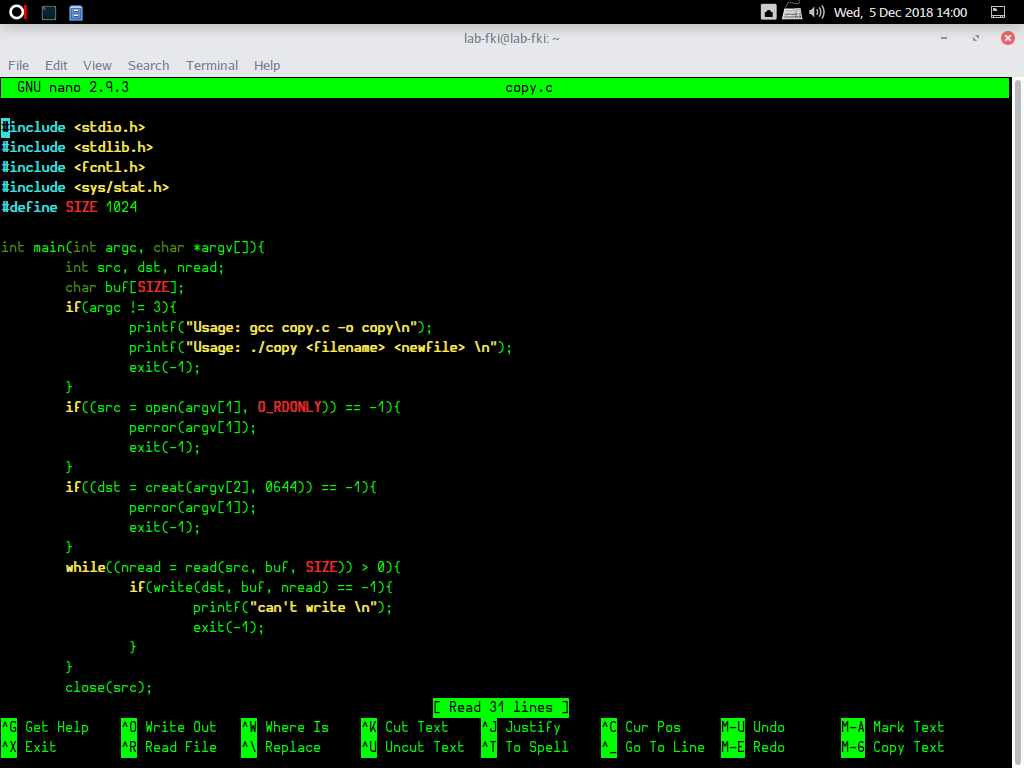 Wed, 5 Dec 2018 14:00
lab-fki@lab-fki: ~
File Edit View Search Terminal Help
GNU nano 2.9.3 copy.c
#include <stdio.h>
#include <stdlib.h>
#include <fcntl.h>
#include <sys/stat.h>
#define SIZE 1024
int main(int argc, char *argv[]){
int src, dst, nread;
char buf[SIZE];
if(argc != 3){
printf("Usage: gcc copy.c -o copy\n");
printf("Usage: ./copy <filename> <newfile> \n");
exit(-1);
}
if((src = open(argv[1], O_RDONLY)) == -1){
perror(argv[1]);
exit(-1);
}
if((dst = creat(argv[2], 0644)) == -1){
perror(argv[1]);
exit(-1);
}
while((nread = read(src, buf, SIZE)) > 0){
if(write(dst, buf, nread) == -1){
printf("can't write \n");
exit(-1);
}
}
close(src);
[ Read 31 lines ]
^G Get Help ^O Write Out ^W Where Is ^K Cut Text ^J Justify ^C Cur Pos M-U Undo M-A Mark Text
^X Exit ^R Read File ^\ Replace ^U Uncut Text ^T To Spell ^_ Go To Line M-E Redo M-6 Copy Text